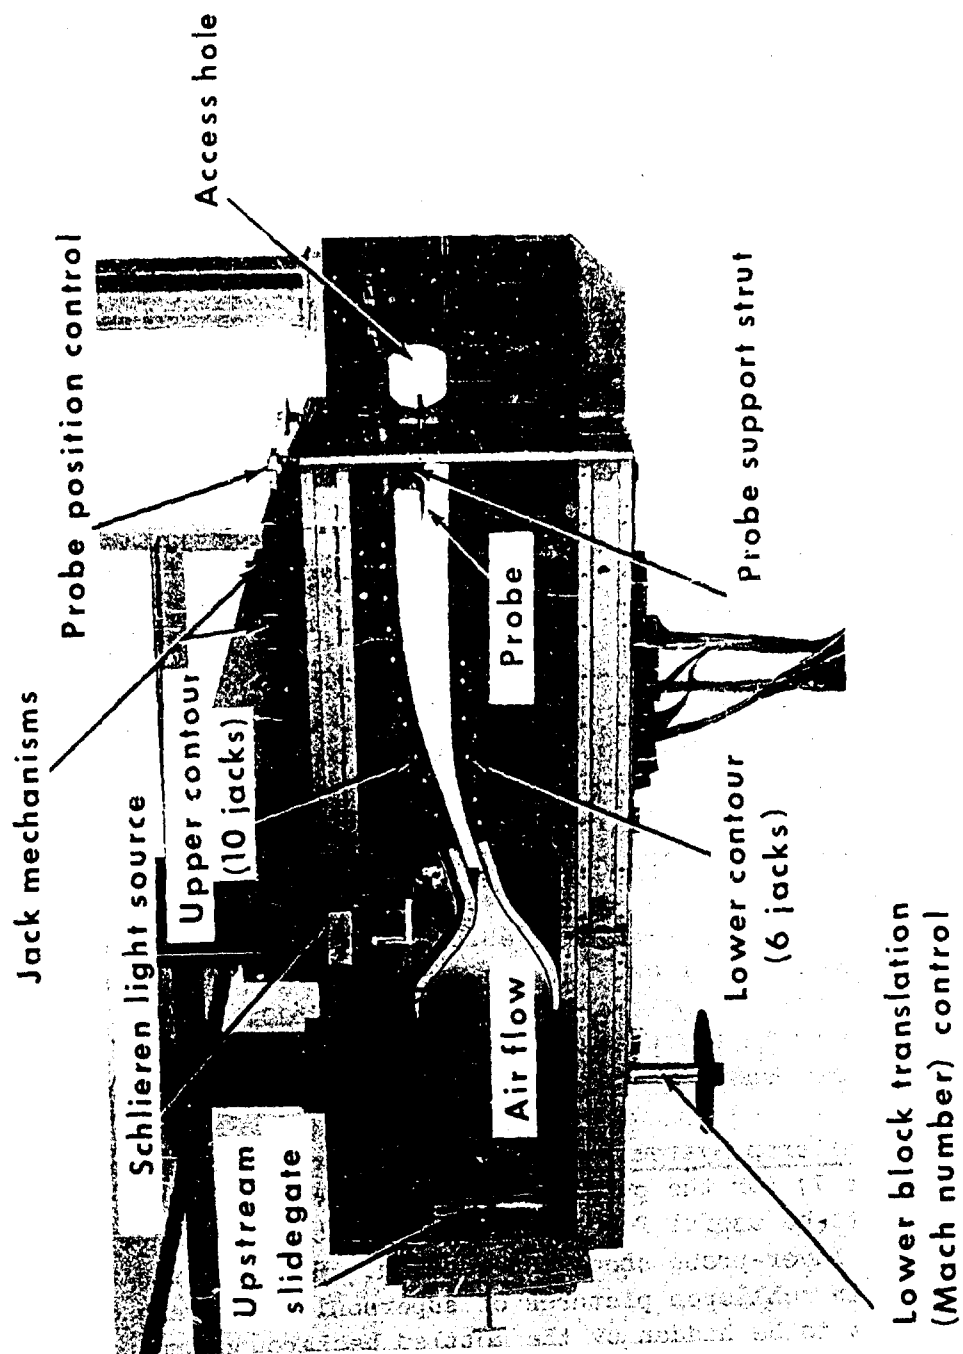 Jack mechanisms
Probe position control
Access hole
Schlieren light source
Upper contour
(10 jacks)
Upstream
slidegate
Air flow
Probe
Probe support strut
Lower contour
(6 jacks)
Lower block translation
(Mach number) control